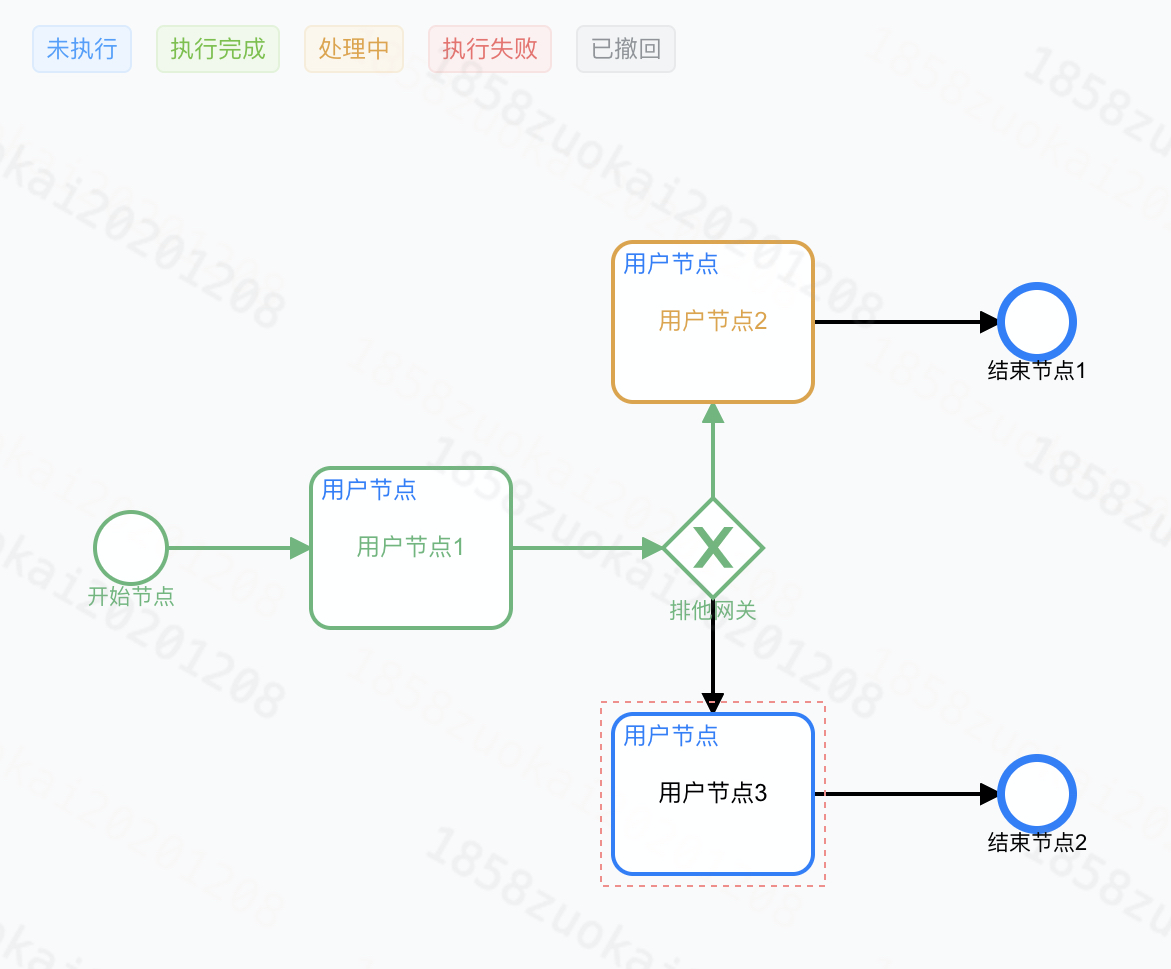 未执行 执行完成 处理中 执行失败 已撤回
用户节点
用户节点2
结束节点1
用户节点
用户节点1
开始节点
X
排他网关
用户节点
用户节点3
结束节点2
1858zuokai20201208